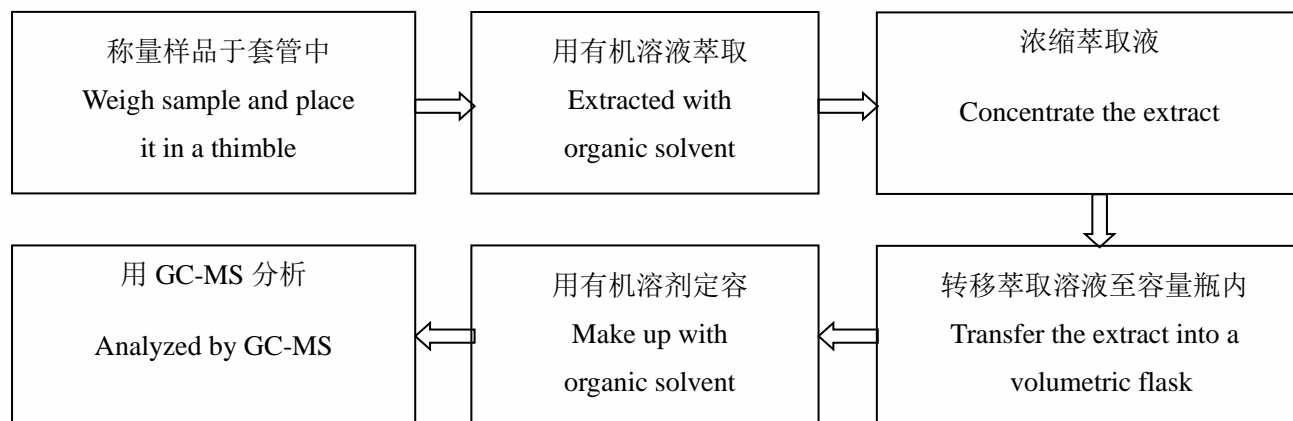 称量样品于套管中
Weigh sample and place
it in a thimble
用有机溶液萃取
Extracted with
organic solvent
浓缩萃取液
Concentrate the extract
转移萃取溶液至容量瓶内
Transfer the extract into a
volumetric flask
用有机溶剂定容
Make up with
organic solvent
用 GC-MS 分析
Analyzed by GC-MS